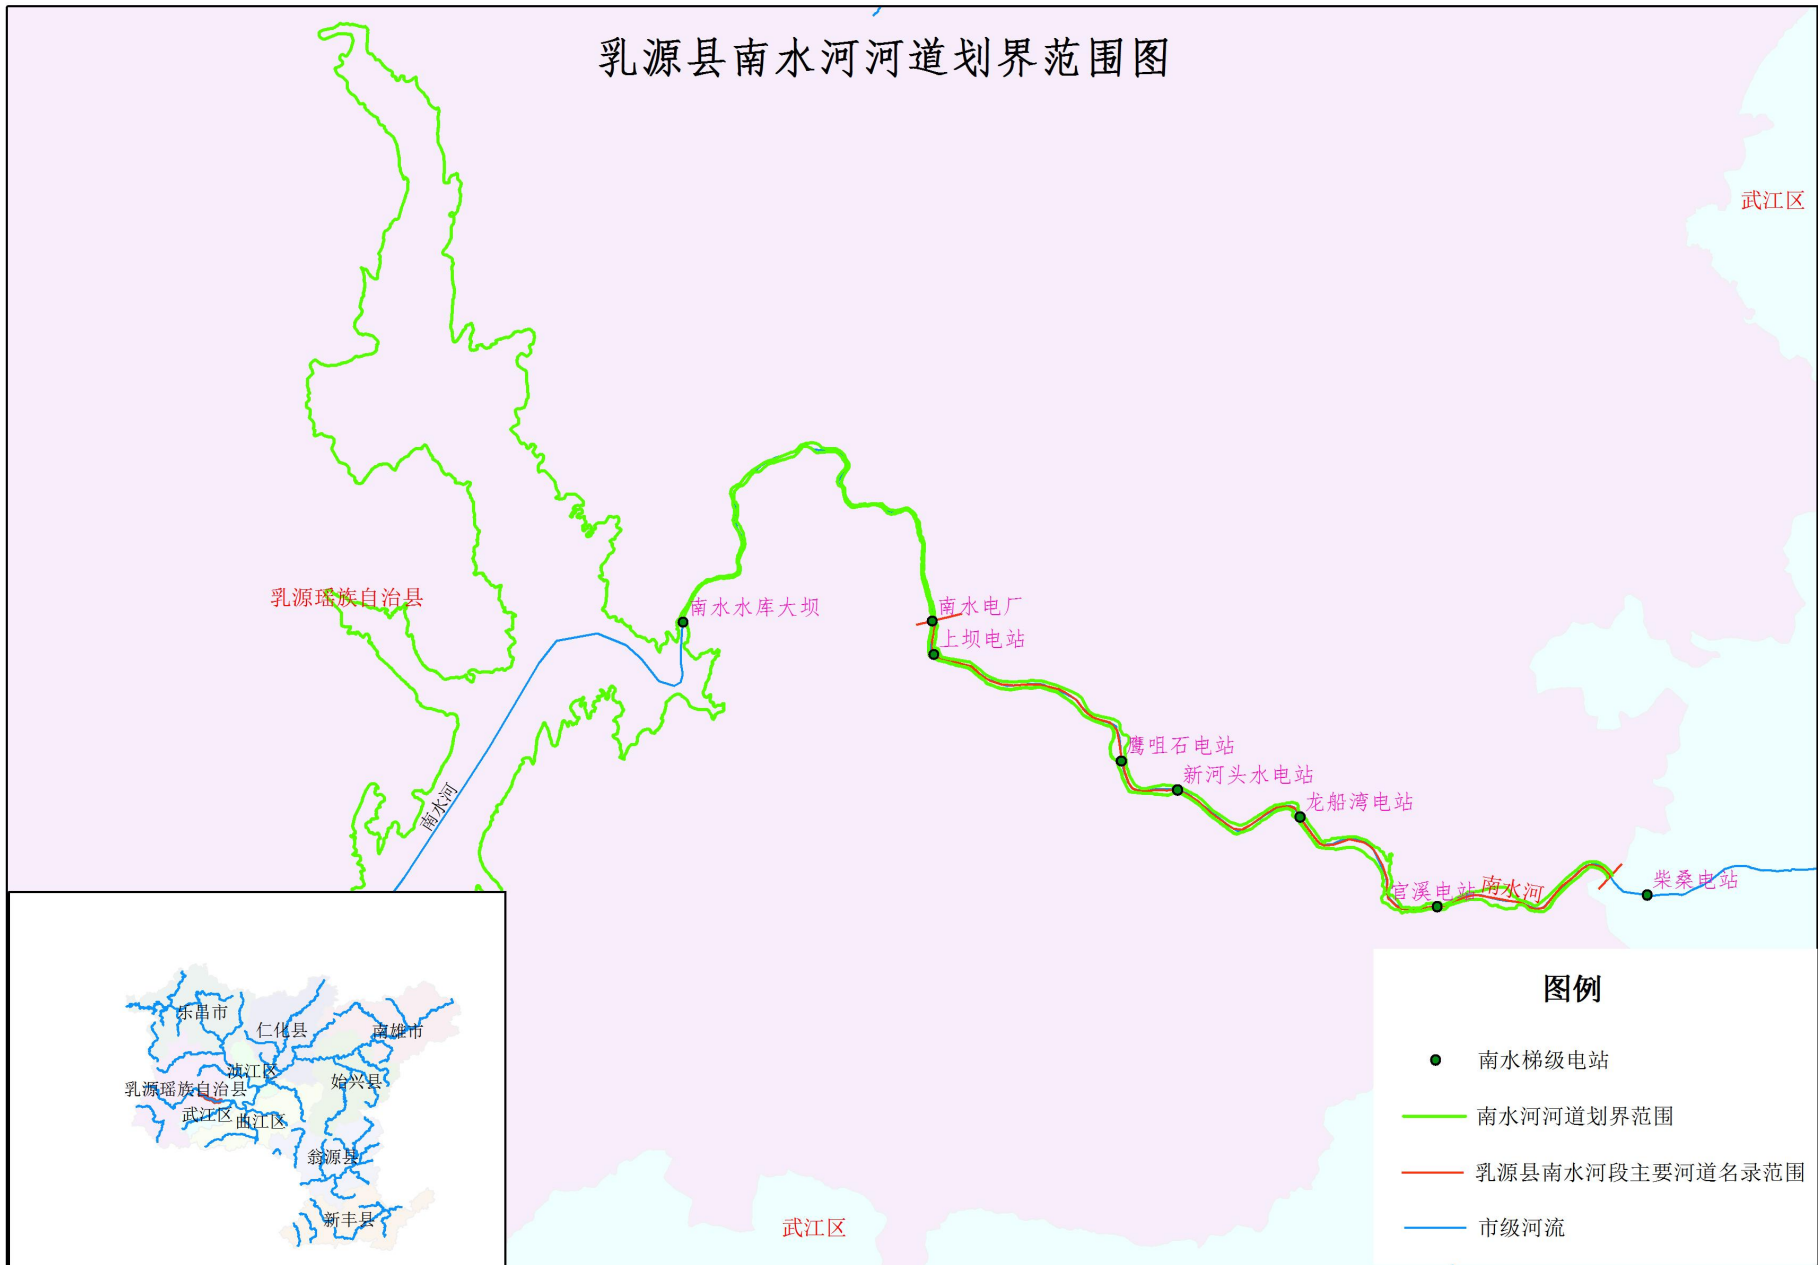 乳源县南水河河道划界范围图
武江区
乳源瑶族自治县
南水水库大坝
南水电厂
上坝电站
鹰咀石电站
新河头水电站
龙船湾电站
南水河
官溪电站
南水河
柴桑电站
武江区
图例
南水梯级电站
南水河河道划界范围
乳源县南水河段主要河道名录范围
市级河流
乐昌市
仁化县
南雄市
浈江区
始兴县
乳源瑶族自治县
武江区
曲江区
翁源县
新丰县